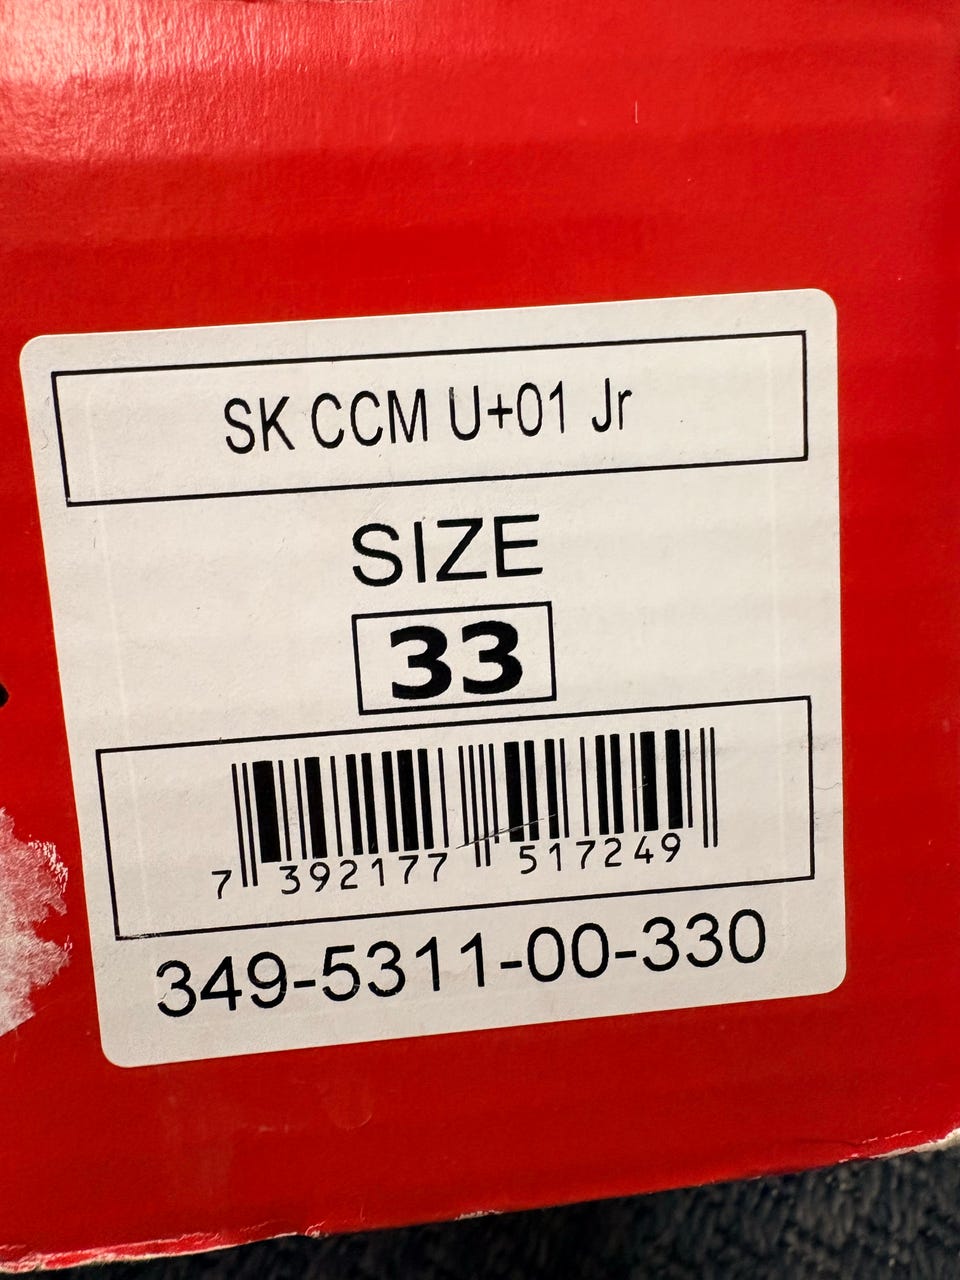 SK CCM U+01 Jr
SIZE
33
7 392177 517249
349-5311-00-330